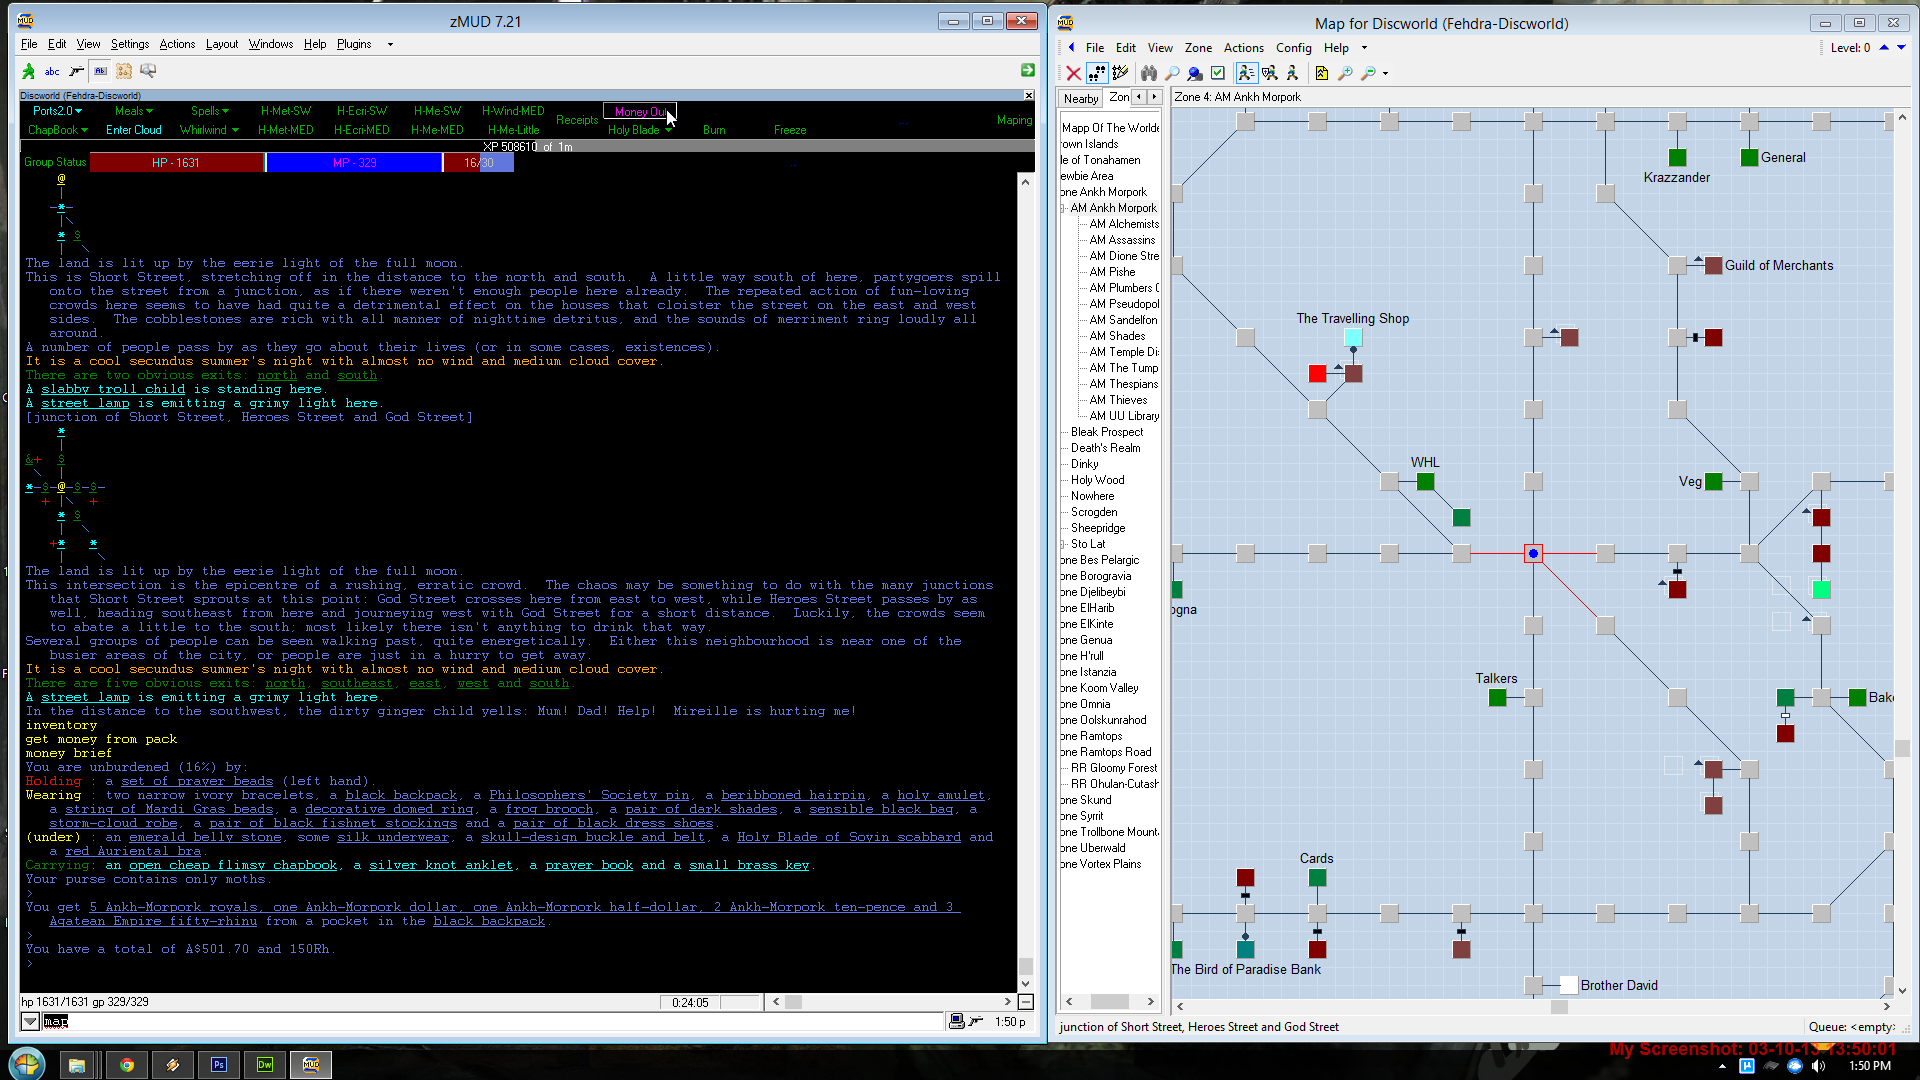 zMUD 7.21
File Edit View Settings Actions Layout Windows Help Plugins
abc
Discworld (Fehdra-Discworld)
Ports2.0 Meals Spells H-Met-SW H-Ecri-SW H-Me-SW H-Wind-MED Receipts Money Ou Maping
ChapBook Enter Cloud Whirlwind H-Met-MED H-Ecri-MED H-Me-MED H-Me-Little Holy Blade Burn Freeze
XP 508610 of 1m
Group Status HP - 1631 MP - 329 16/30
The land is lit up by the eerie light of the full moon.
This is Short Street, stretching off in the distance to the north and south. A little way south of here, partygoers spill
onto the street from a junction, as if there weren't enough people here already. The repeated action of fun-loving
crowds here seems to have had quite a detrimental effect on the houses that cloister the street on the east and west
sides. The cobblestones are rich with all manner of nighttime detritus, and the sounds of merriment ring loudly all
around.
A number of people pass by as they go about their lives (or in some cases, existences).
It is a cool secundus summer's night with almost no wind and medium cloud cover.
There are two obvious exits: north and south.
A slabby troll child is standing here.
A street lamp is emitting a grimy light here.
[junction of Short Street, Heroes Street and God Street]
The land is lit up by the eerie light of the full moon.
This intersection is the epicentre of a rushing, erratic crowd. The chaos may be something to do with the many junctions
that Short Street sprouts at this point: God Street crosses here from east to west, while Heroes Street passes by as
well, heading southeast from here and journeying west with God Street for a short distance. Luckily, the crowds seem
to abate a little to the south; most likely there isn't anything to drink that way.
Several groups of people can be seen walking past, quite energetically. Either this neighbourhood is near one of the
busier areas of the city, or people are just in a hurry to get away.
It is a cool secundus summer's night with almost no wind and medium cloud cover.
There are five obvious exits: north, southeast, east, west and south.
A street lamp is emitting a grimy light here.
In the distance to the southwest, the dirty ginger child yells: Mum! Dad! Help! Mireille is hurting me!
inventory
get money from pack
money brief
You are unburdened (16%) by:
Holding : a set of prayer beads (left hand).
Wearing : two narrow ivory bracelets, a black backpack, a Philosophers' Society pin, a beribboned hairpin, a holy amulet,
a string of Mardi Gras beads, a decorative domed ring, a frog brooch, a pair of dark shades, a sensible black bag, a
storm-cloud robe, a pair of black fishnet stockings and a pair of black dress shoes.
(under) : an emerald belly stone, some silk underwear, a skull-design buckle and belt, a Holy Blade of Sovin scabbard and
a red Auriental bra.
Carrying: an open cheap flimsy chapbook, a silver knot anklet, a prayer book and a small brass key.
Your purse contains only moths.
>
You get 5 Ankh-Morpork royals, one Ankh-Morpork dollar, one Ankh-Morpork half-dollar, 2 Ankh-Morpork ten-pence and 3
Agatean Empire fifty-rhinu from a pocket in the black backpack.
>
You have a total of A$501.70 and 150Rh.
>
hp 1631/1631 gp 329/329 0:24:05
map 1:50 p
Map for Discworld (Fehdra-Discworld)
File Edit View Zone Actions Config Help Level: 0
Nearby Zon
Zone 4: AM Ankh Morpork
Mapp Of The Worlde
own Islands
le of Tonahamen
ewbie Area
one Ankh Morpork
AM Ankh Morpork
AM Alchemists
AM Assassins
AM Dione Stre
AM Pishe
AM Plumbers
AM Pseudopol
AM Sandelfon
AM Shades
AM Temple Di
AM The Tump
AM Thespians
AM Thieves
AM UU Library
Bleak Prospect
Death's Realm
Dinky
Holy Wood
Nowhere
Scrogden
Sheepridge
Sto Lat
one Bes Pelargic
one Borogravia
one Djelibeybi
one ElHarib
one ElKinte
one Genua
one H'rull
one Istanzia
one Koom Valley
one Omnia
one Oolskunrahod
one Ramtops
one Ramtops Road
RR Gloomy Forest
RR Ohulan-Cutash
one Skund
one Syrrit
one Trollbone Mount
one Uberwald
one Vortex Plains
General
Krazzander
Guild of Merchants
The Travelling Shop
WHL
Veg
ogna
Talkers
Bake
Cards
The Bird of Paradise Bank
Brother David
junction of Short Street, Heroes Street and God Street Queue: <empty>
My Screenshot: 03-10-13 13:50:01
Ps Dw MUD
1:50 PM